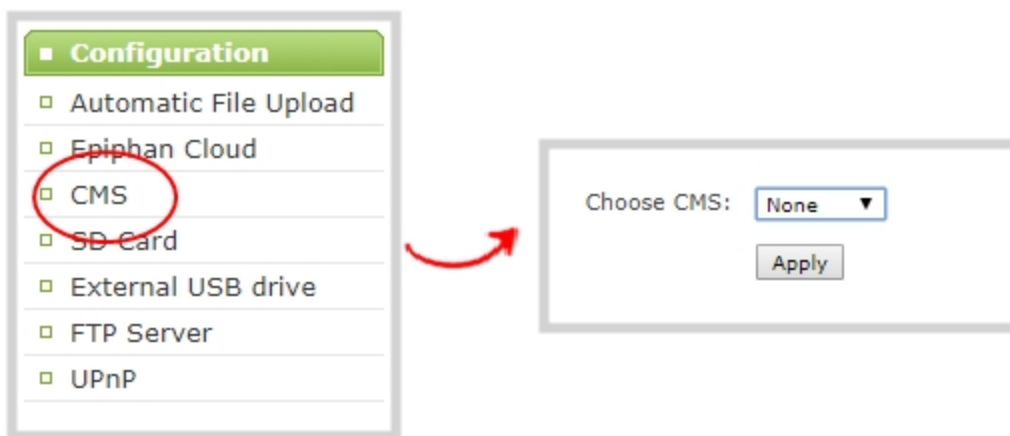 Configuration
Automatic File Upload
Epiphan Cloud
CMS
SD Card
External USB drive
FTP Server
UPnP
Choose CMS: None
Apply